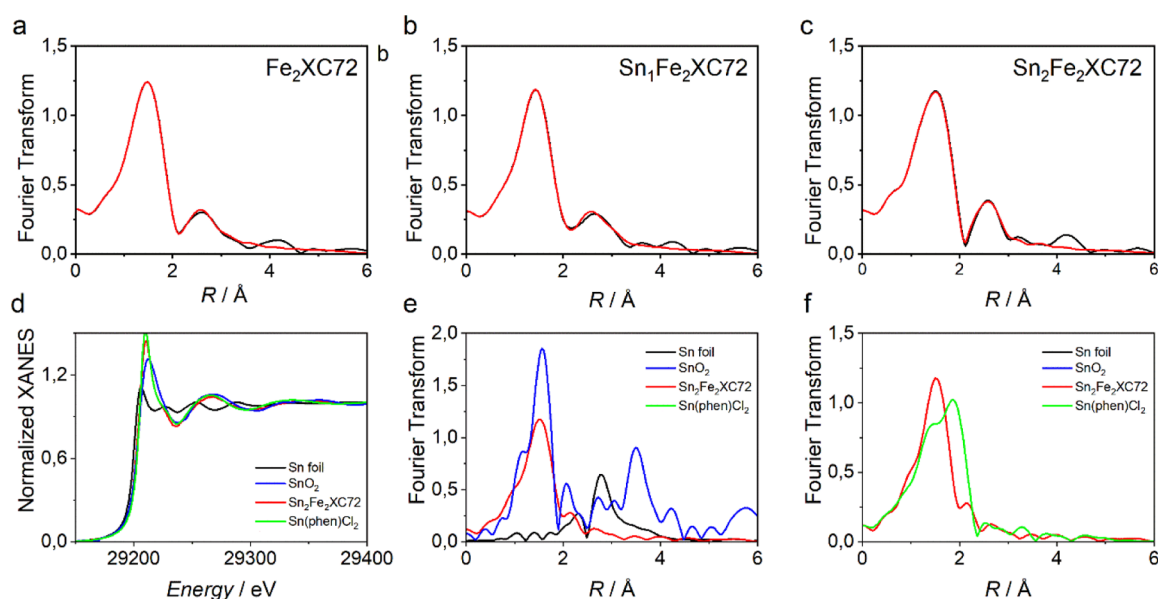 a
1,5
1,0
0,5
0,0
0
2
4
6
Fourier Transform
R / Å
Fe2XC72
b
b
1,5
1,0
0,5
0,0
0
2
4
6
Fourier Transform
R / Å
Sn1Fe2XC72
c
1,5
1,0
0,5
0,0
0
2
4
6
Fourier Transform
R / Å
Sn2Fe2XC72
d
1,2
0,9
0,6
0,0
29200
29300
29400
Normalized XANES
Energy / eV
Sn foil
SnO2
Sn2Fe2XC72
Sn(phen)Cl2
e
2,0
1,5
1,0
0,5
0,0
0
2
4
6
Fourier Transform
R / Å
Sn foil
SnO2
Sn2Fe2XC72
Sn(phen)Cl2
f
1,5
1,0
0,5
0,0
0
2
4
6
Fourier Transform
R / Å
Sn foil
SnO2
Sn2Fe2XC72
Sn(phen)Cl2